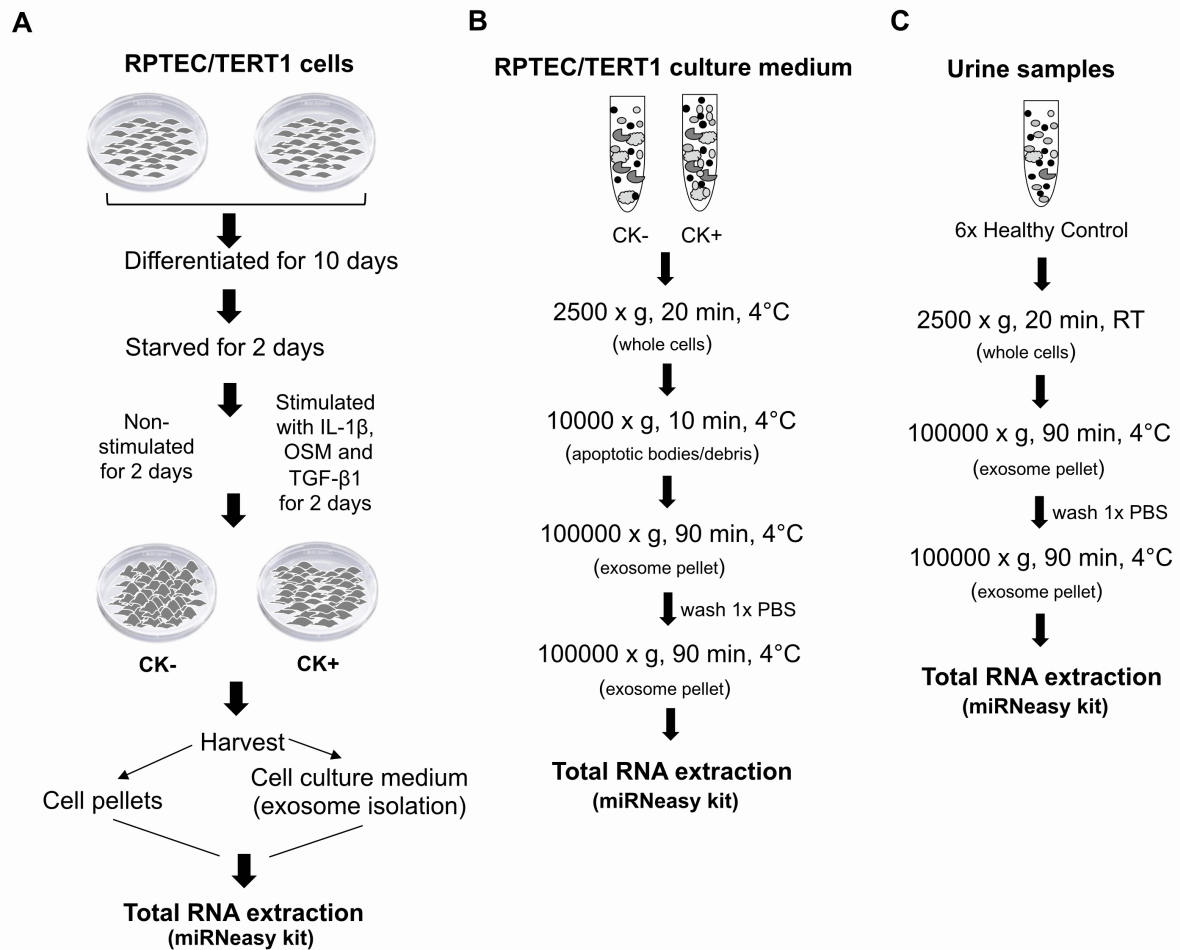 A
RPTEC/TERT1 cells
Differentiated for 10 days
Starved for 2 days
Non-
stimulated
for 2 days
Stimulated
with IL-1β,
OSM and
TGF-β1
for 2 days
CK-
CK+
Harvest
Cell pellets
Cell culture medium
(exosome isolation)
Total RNA extraction
(miRNeasy kit)
B
RPTEC/TERT1 culture medium
CK-
CK+
2500 x g, 20 min, 4°C
(whole cells)
10000 x g, 10 min, 4°C
(apoptotic bodies/debris)
100000 x g, 90 min, 4°C
(exosome pellet)
wash 1x PBS
100000 x g, 90 min, 4°C
(exosome pellet)
Total RNA extraction
(miRNeasy kit)
C
Urine samples
6x Healthy Control
2500 x g, 20 min, RT
(whole cells)
100000 x g, 90 min, 4°C
(exosome pellet)
wash 1x PBS
100000 x g, 90 min, 4°C
(exosome pellet)
Total RNA extraction
(miRNeasy kit)